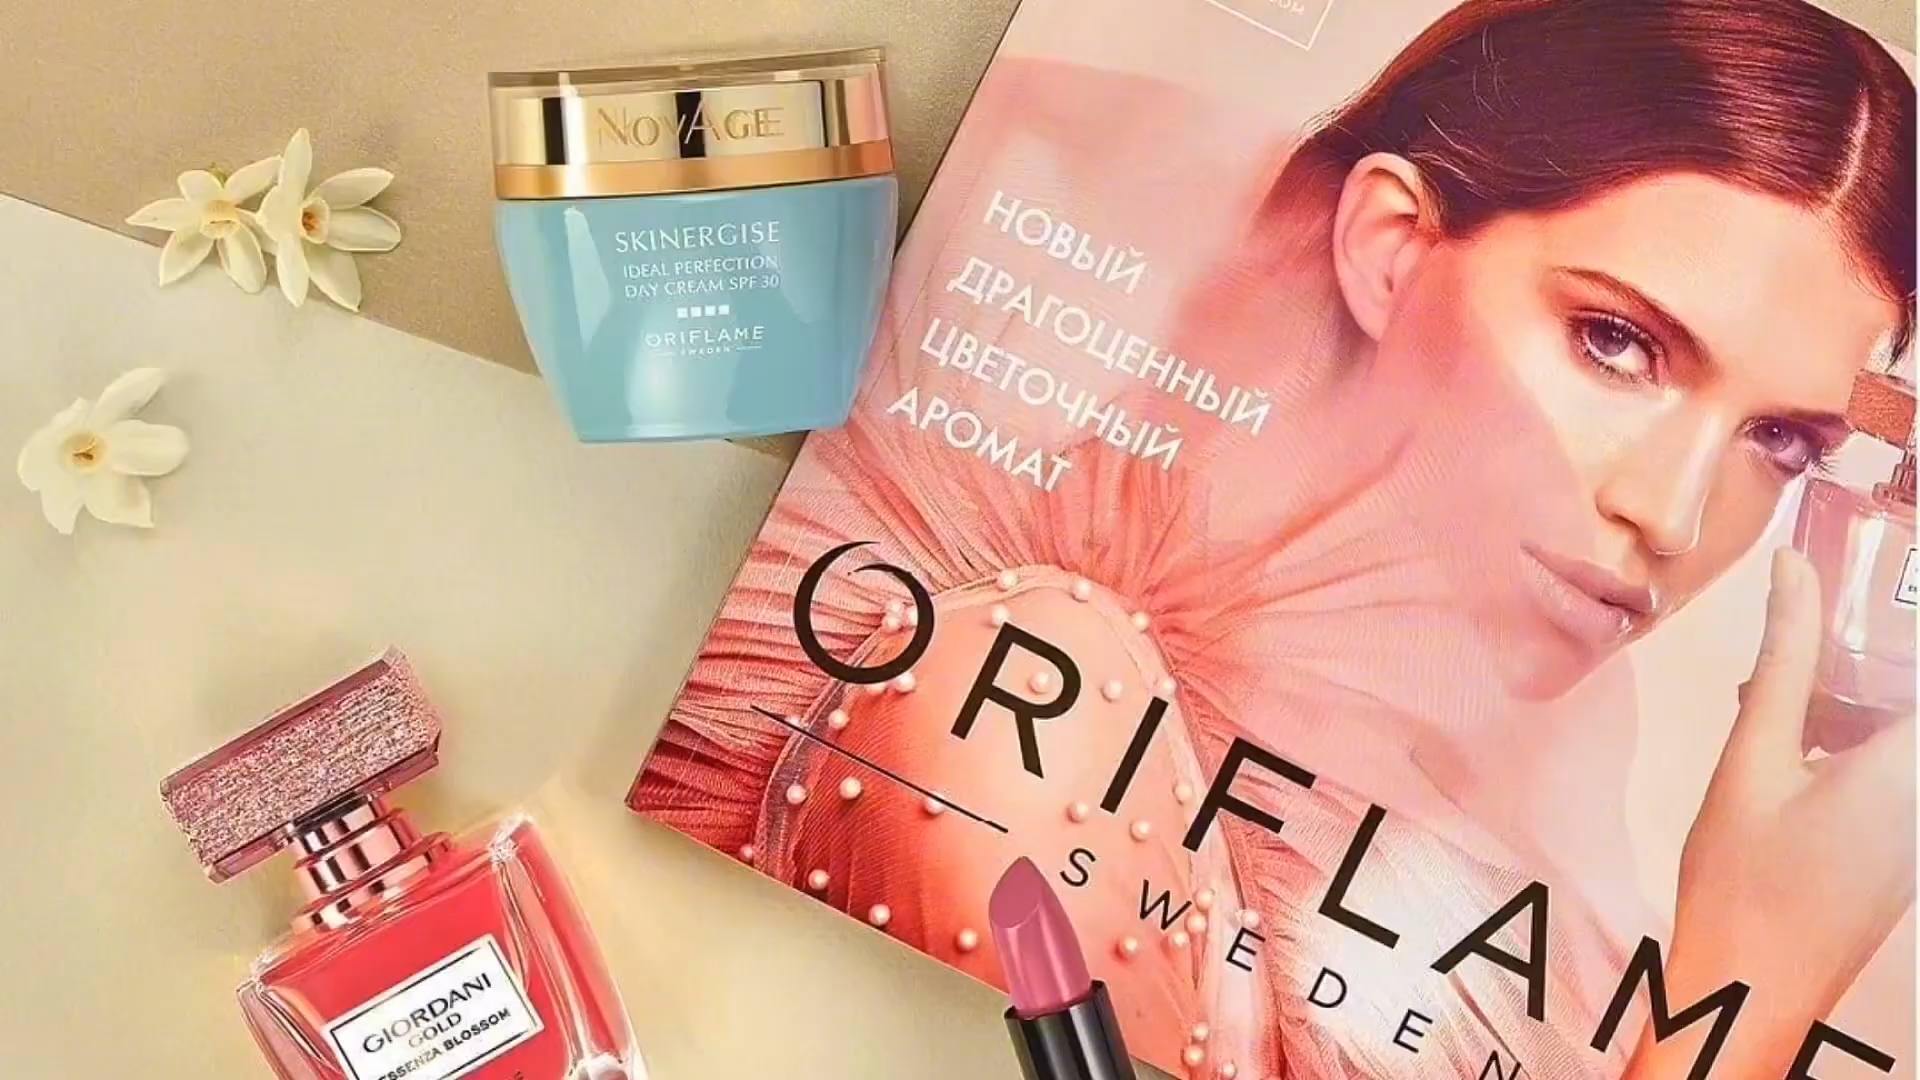 NOVAGE
SKINERGISE
IDEAL PERFECTION
DAY CREAM SPF 30
ORIFLAME
SWEDEN
НОВЫЙ
ДРАГОЦЕННЫЙ
ЦВЕТОЧНЫЙ
АРОМАТ
ORIFLAME
SWEDEN
GIORDANI
GOLD
ESSENZA BLOSSOM